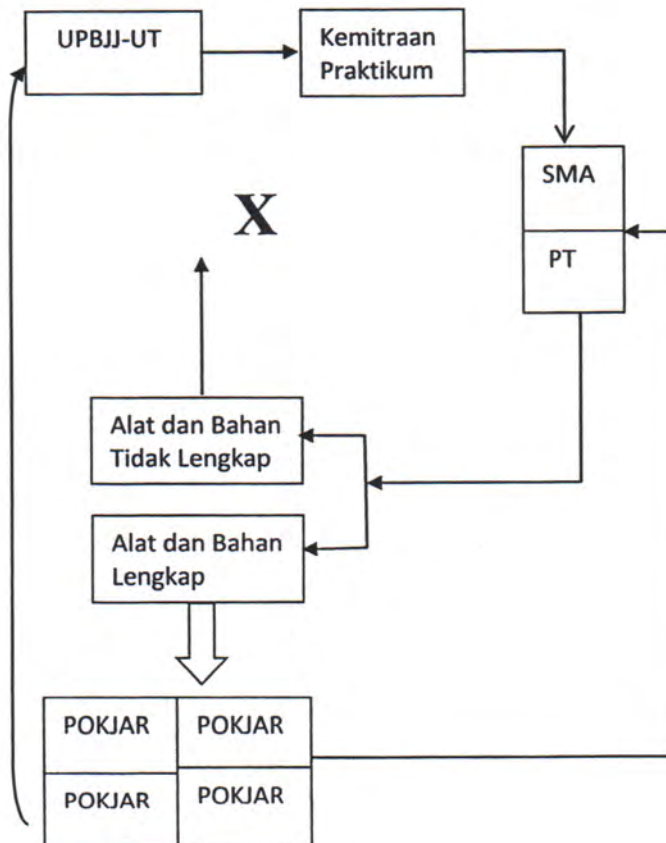 UPBJJ-UT
Kemitraan
Praktikum
SMA
PT
X
Alat dan Bahan
Tidak Lengkap
Alat dan Bahan
Lengkap
POKJAR
POKJAR
POKJAR
POKJAR